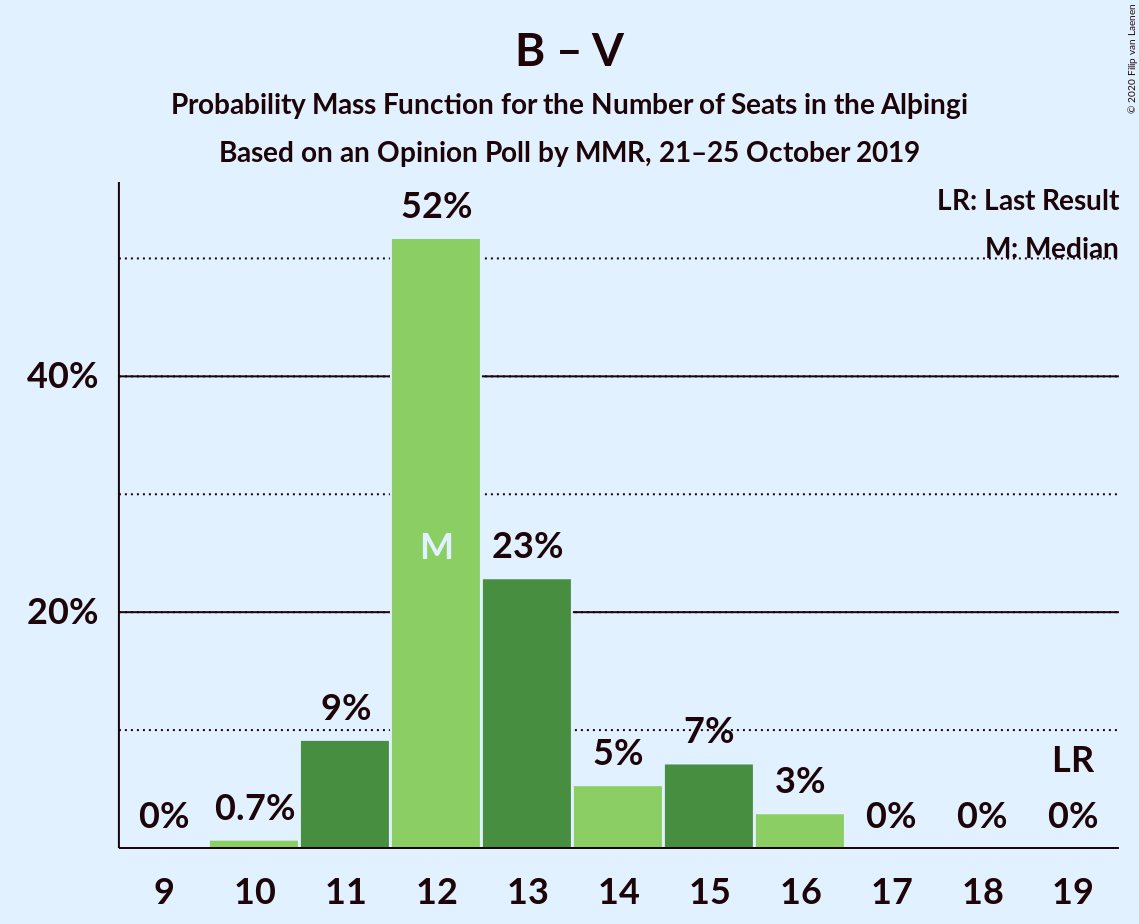 B – V
Probability Mass Function for the Number of Seats in the Alþingi
Based on an Opinion Poll by MMR, 21–25 October 2019
© 2020 Filip van Laenen
LR: Last Result
M: Median
40%
20%
0%
0.7%
9%
52%
M
23%
5%
7%
3%
0%
0%
LR
0%
9 10 11 12 13 14 15 16 17 18 19